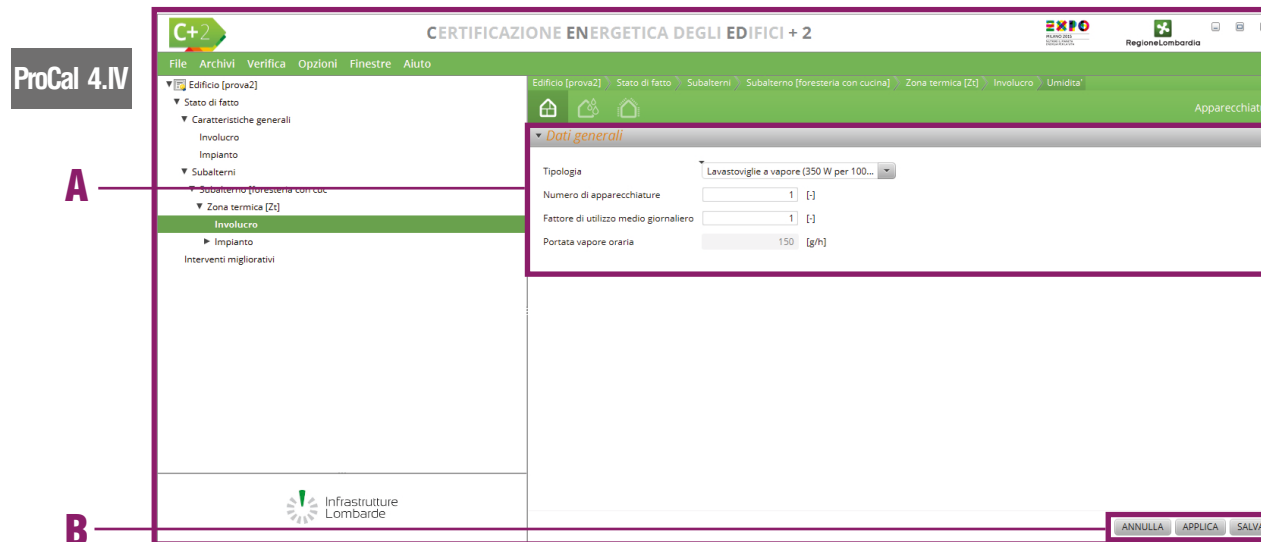 C+2
CERTIFICAZIONE ENERGETICA DEGLI EDIFICI + 2
EXPO
MILANO 2015
RegioneLombardia
ProCal 4.IV
File Archivi Verifica Opzioni Finestre Aiuto
Edificio [prova2] Stato di fatto Subalterni Subalterno [foresteria con cucina] Zona termica [Zt] Involucro Umidita'
Apparecchiat
Edificio [prova2]
Stato di fatto
Caratteristiche generali
Involucro
Impianto
Subalterni
Subalterno [foresteria con cuc
Zona termica [Zt]
Involucro
Impianto
Interventi migliorativi
A
Dati generali
Tipologia Lavastoviglie a vapore (350 W per 100...
Numero di apparecchiature 1 [-]
Fattore di utilizzo medio giornaliero 1 [-]
Portata vapore oraria 150 [g/h]
Infrastrutture
Lombarde
B
ANNULLA APPLICA SALVA